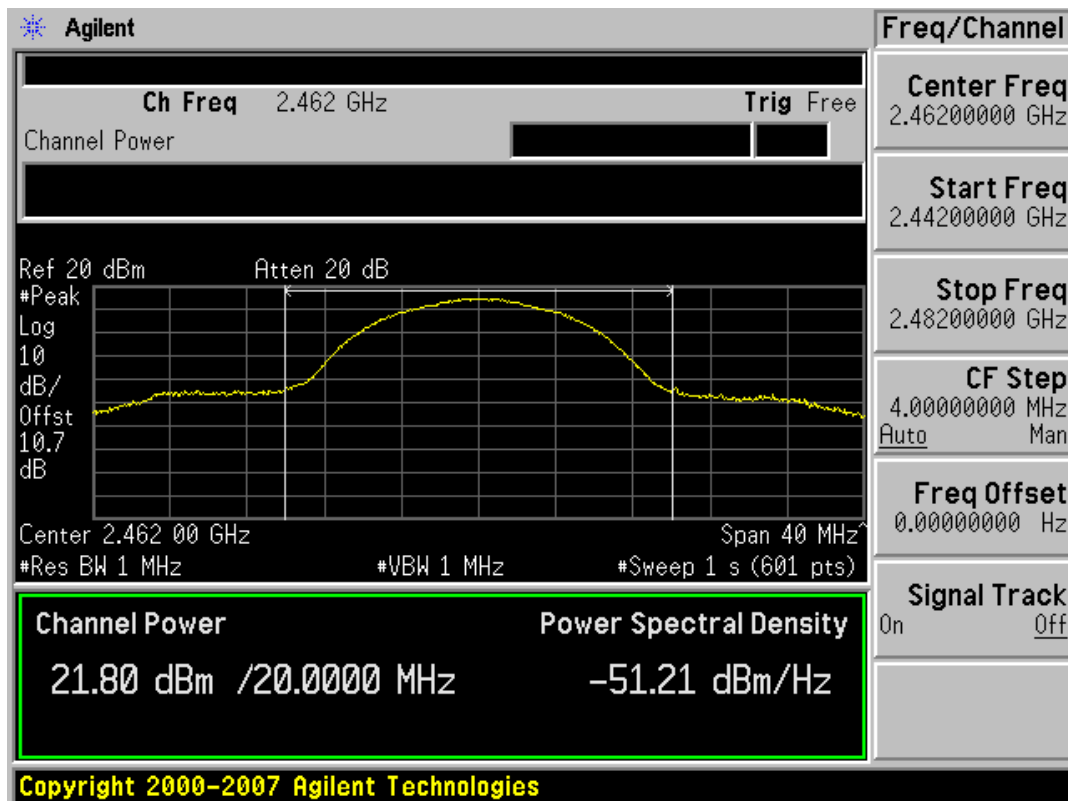 Agilent
Freq/Channel
Ch Freq 2.462 GHz Trig Free
Channel Power
Ref 20 dBm Atten 20 dB
#Peak
Log
10
dB/
Offst
10.7
dB
Center 2.462 00 GHz Span 40 MHz^
#Res BW 1 MHz #VBW 1 MHz #Sweep 1 s (601 pts)
Channel Power Power Spectral Density
21.80 dBm /20.0000 MHz -51.21 dBm/Hz
Center Freq
2.46200000 GHz
Start Freq
2.44200000 GHz
Stop Freq
2.48200000 GHz
CF Step
4.00000000 MHz
Auto Man
Freq Offset
0.00000000 Hz
Signal Track
On Off
Copyright 2000-2007 Agilent Technologies